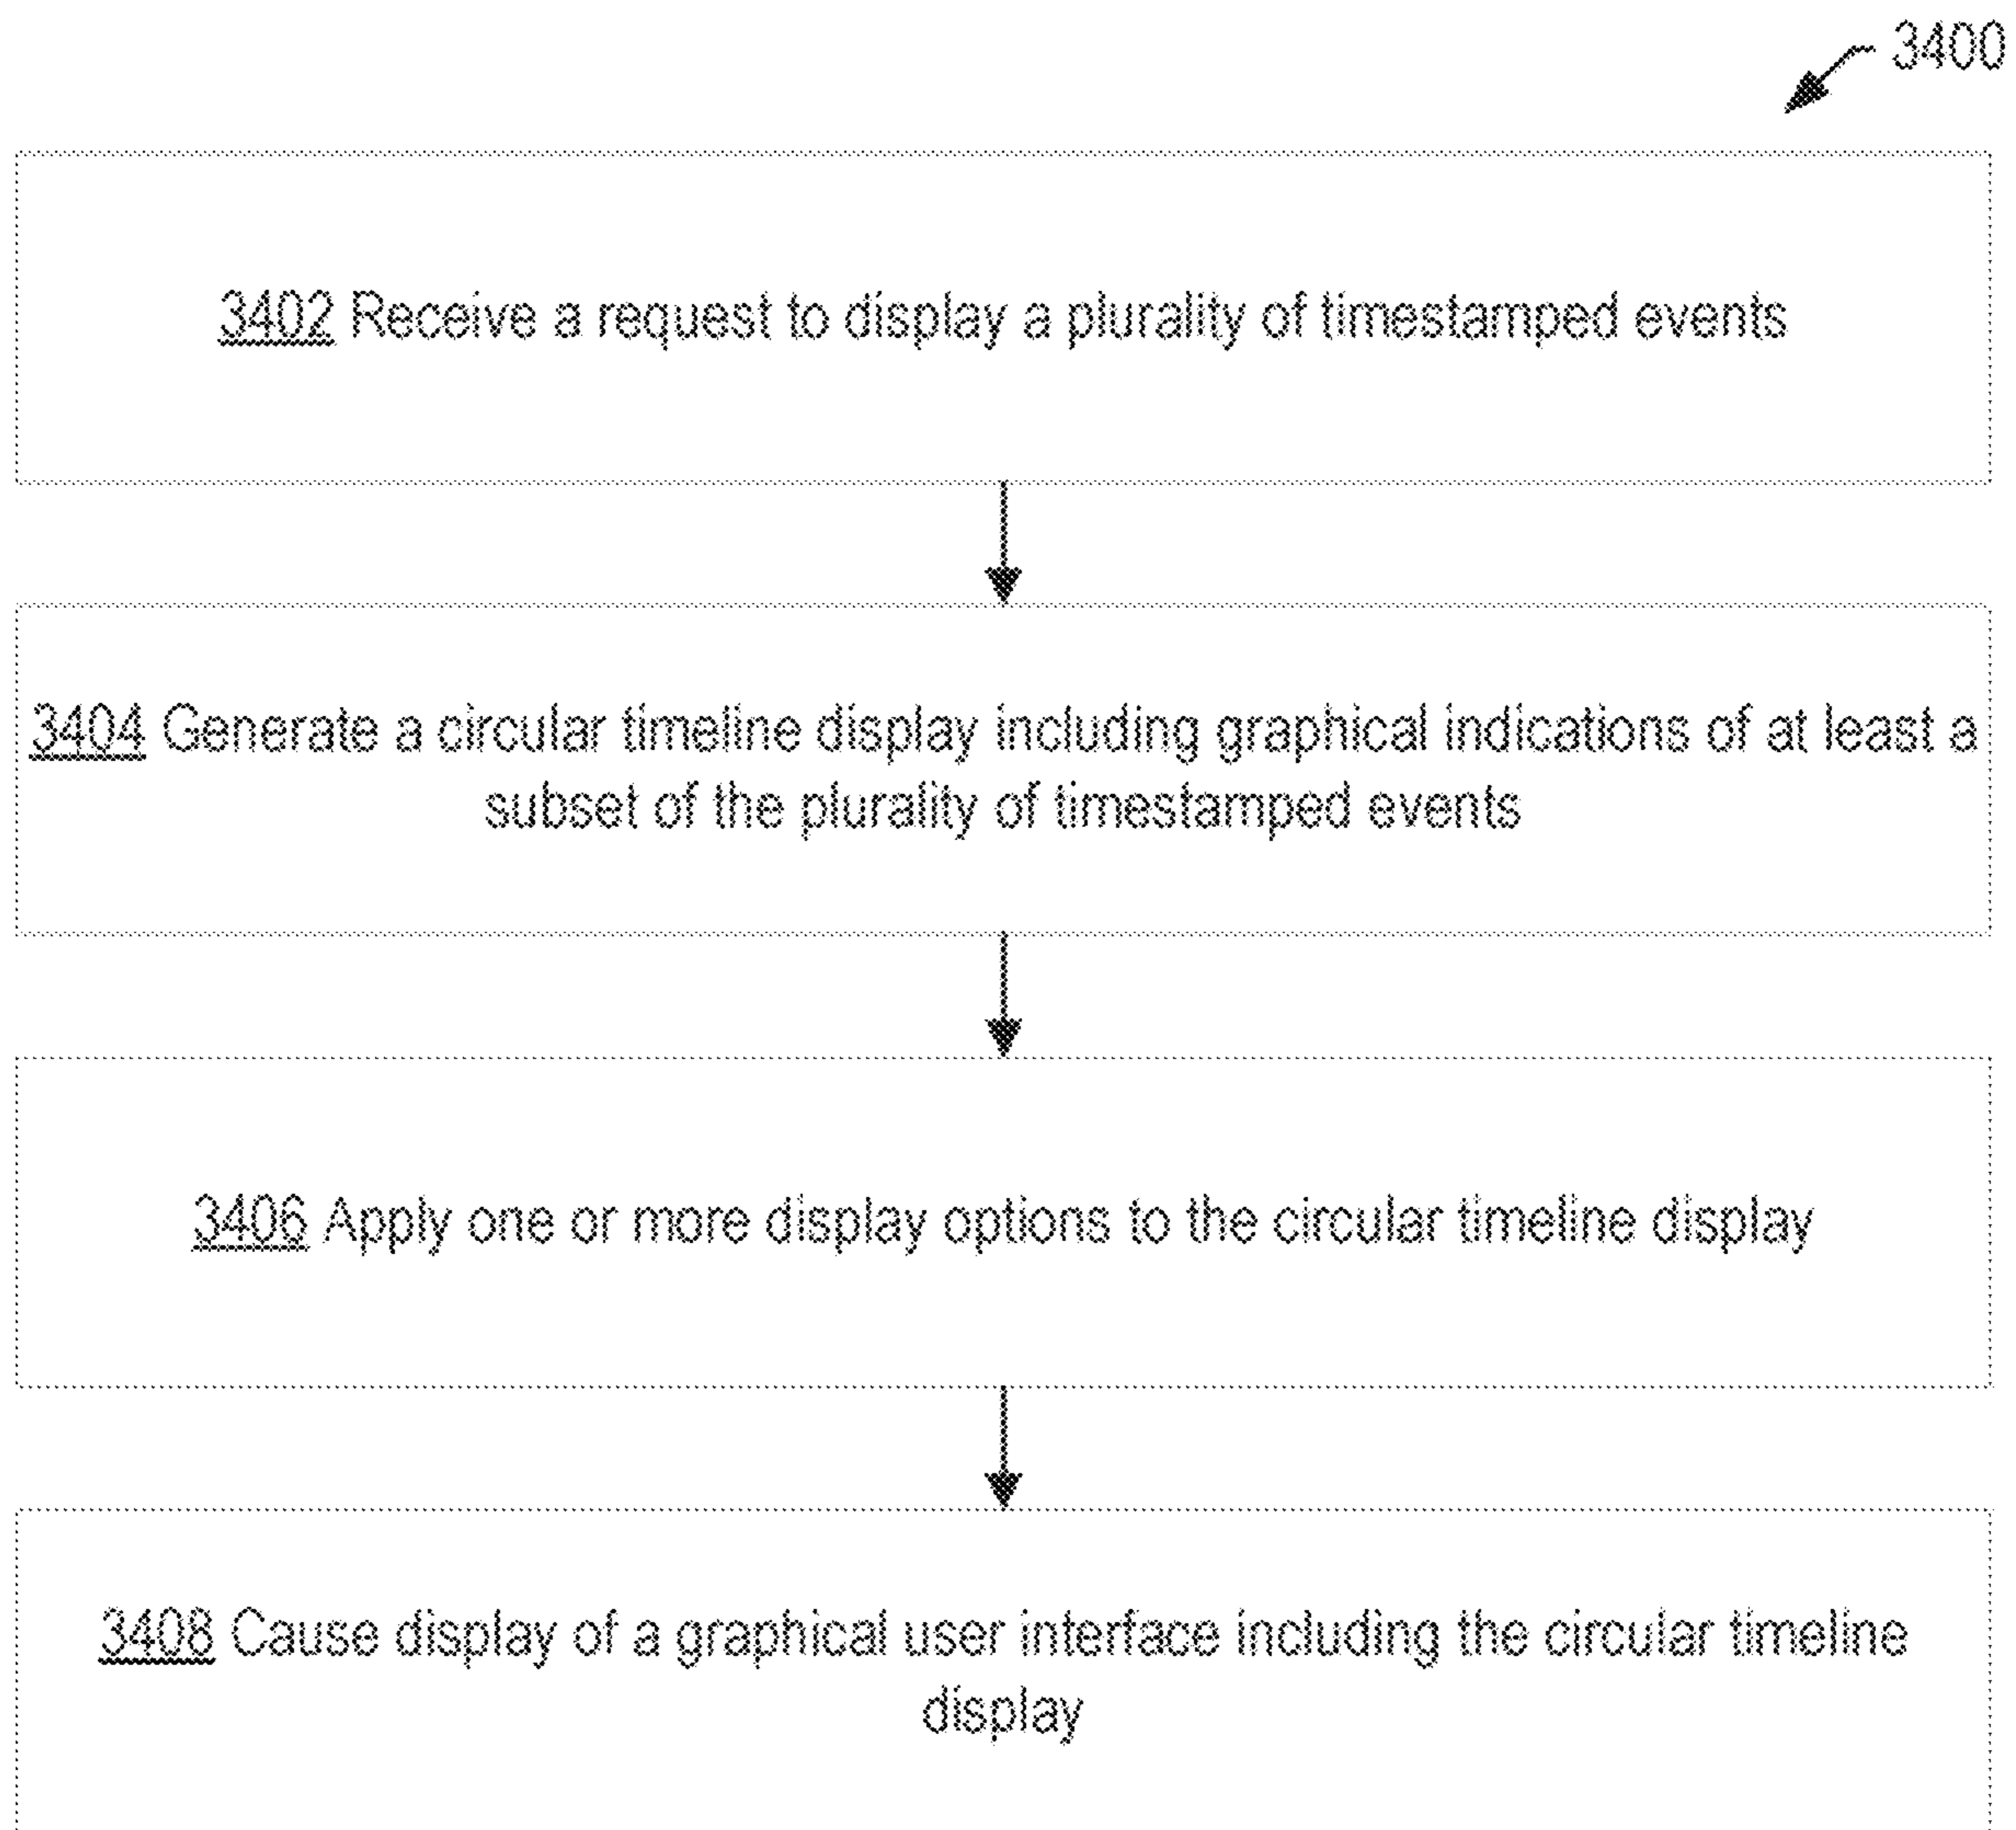 3400
3402 Receive a request to display a plurality of timestamped events
3404 Generate a circular timeline display including graphical indications of at least a
subset of the plurality of timestamped events
3406 Apply one or more display options to the circular timeline display
3408 Cause display of a graphical user interface including the circular timeline
display